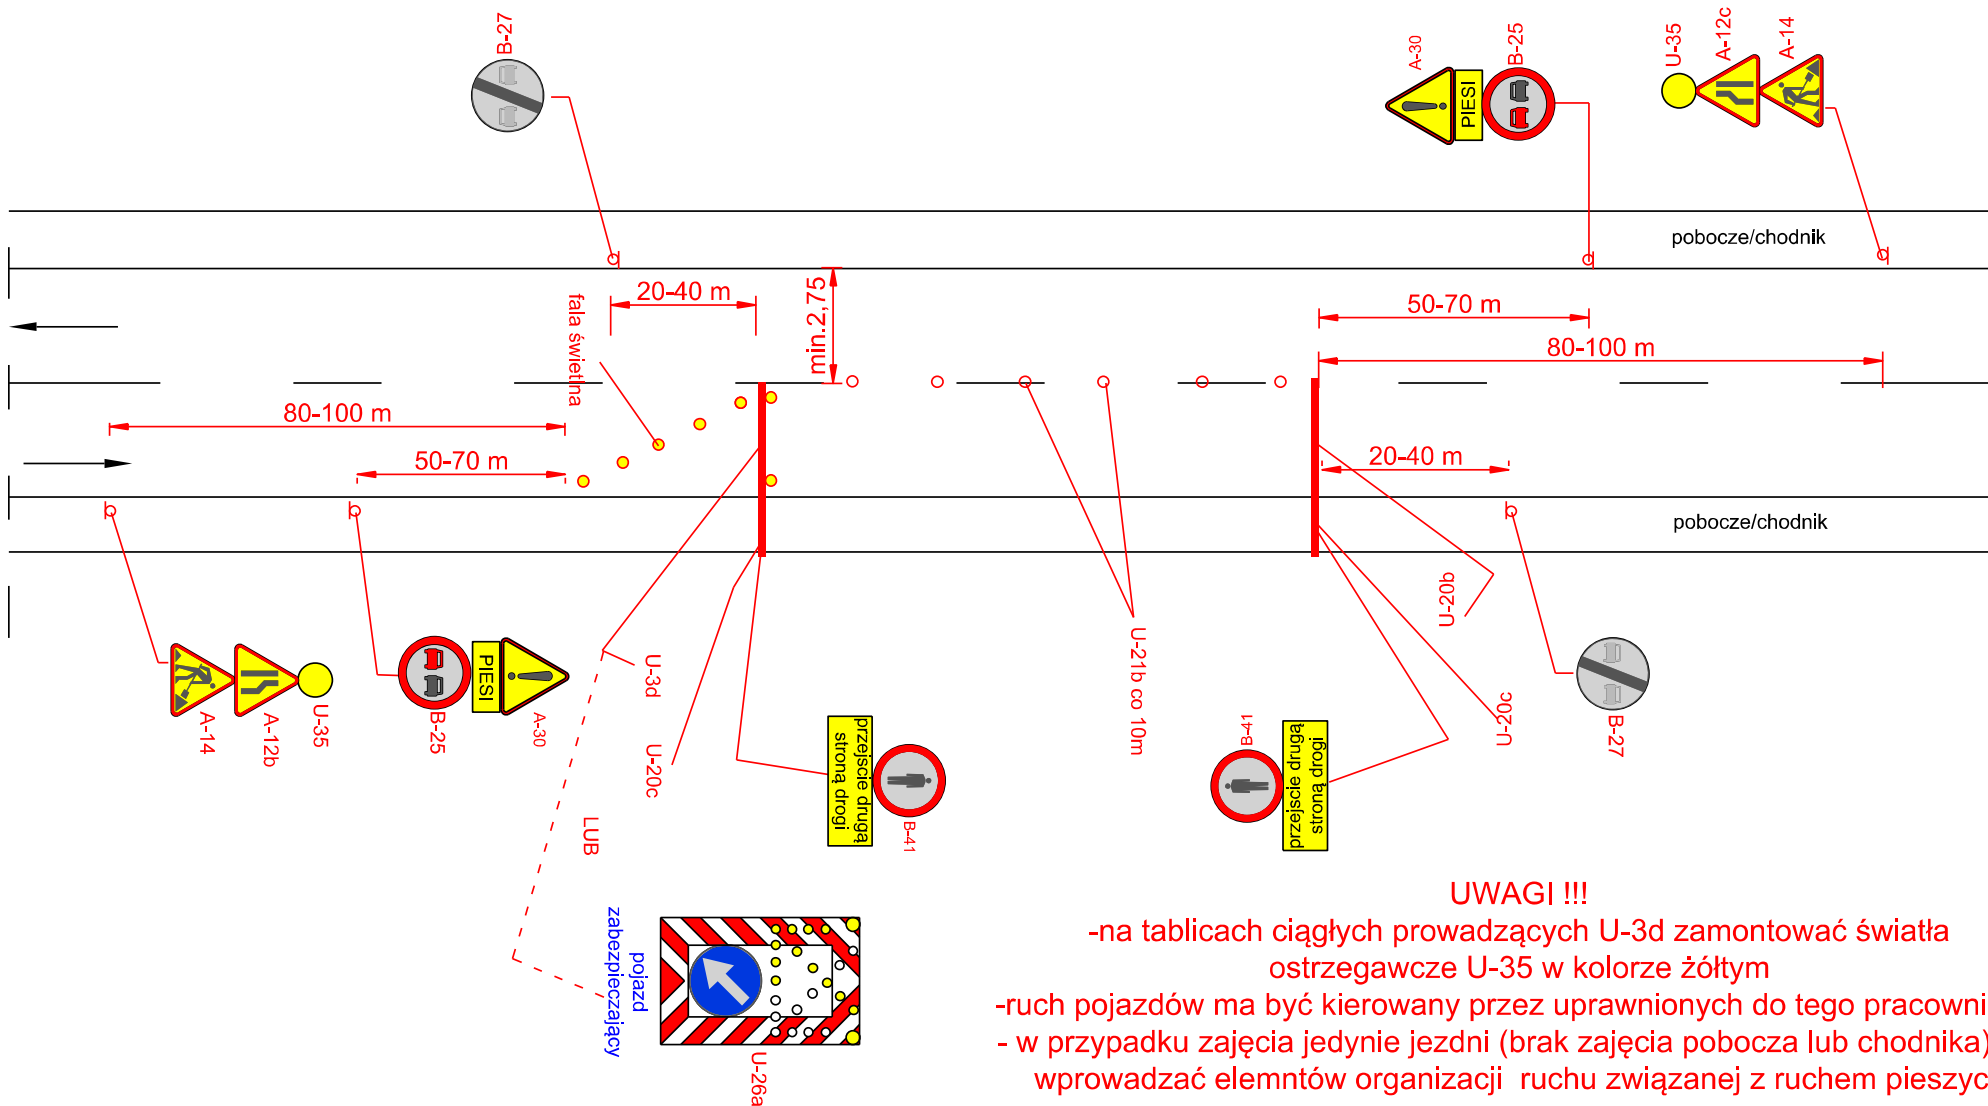 B-27
A-30
PIESI
B-25
U-35
A-12c
A-14
pobocze/chodnik
20-40 m
fala świetlna
min.2,75
50-70 m
80-100 m
80-100 m
50-70 m
20-40 m
pobocze/chodnik
A-14
A-12b
U-35
B-25
PIESI
A-30
U-3d
U-20c
LUB
przejście drugą
stroną drogi
B-41
U-21b co 10m
B-41
przejście drugą
stroną drogi
U-20b
U-20c
B-27
pojazd
zabezpieczający
U-26a
UWAGI !!!
-na tablicach ciągłych prowadzących U-3d zamontować światła
ostrzegawcze U-35 w kolorze żółtym
-ruch pojazdów ma być kierowany przez uprawnionych do tego pracowni
- w przypadku zajęcia jedynie jezdni (brak zajęcia pobocza lub chodnika)
wprowadzać elemntów organizacji ruchu związanej z ruchem pieszyc